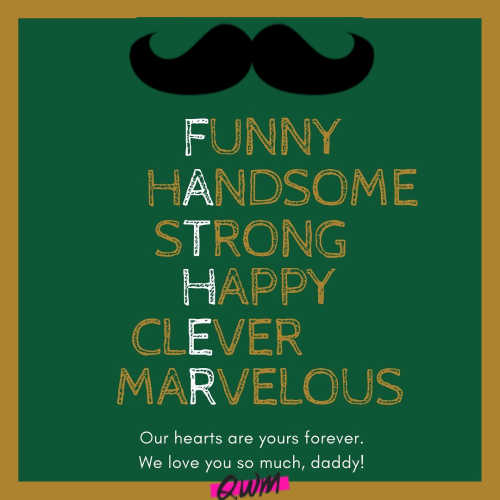 FUNNY
HANDSOME
STRONG
HAPPY
CLEVER
MARVELOUS
Our hearts are yours forever.
We love you so much, daddy!
QWM